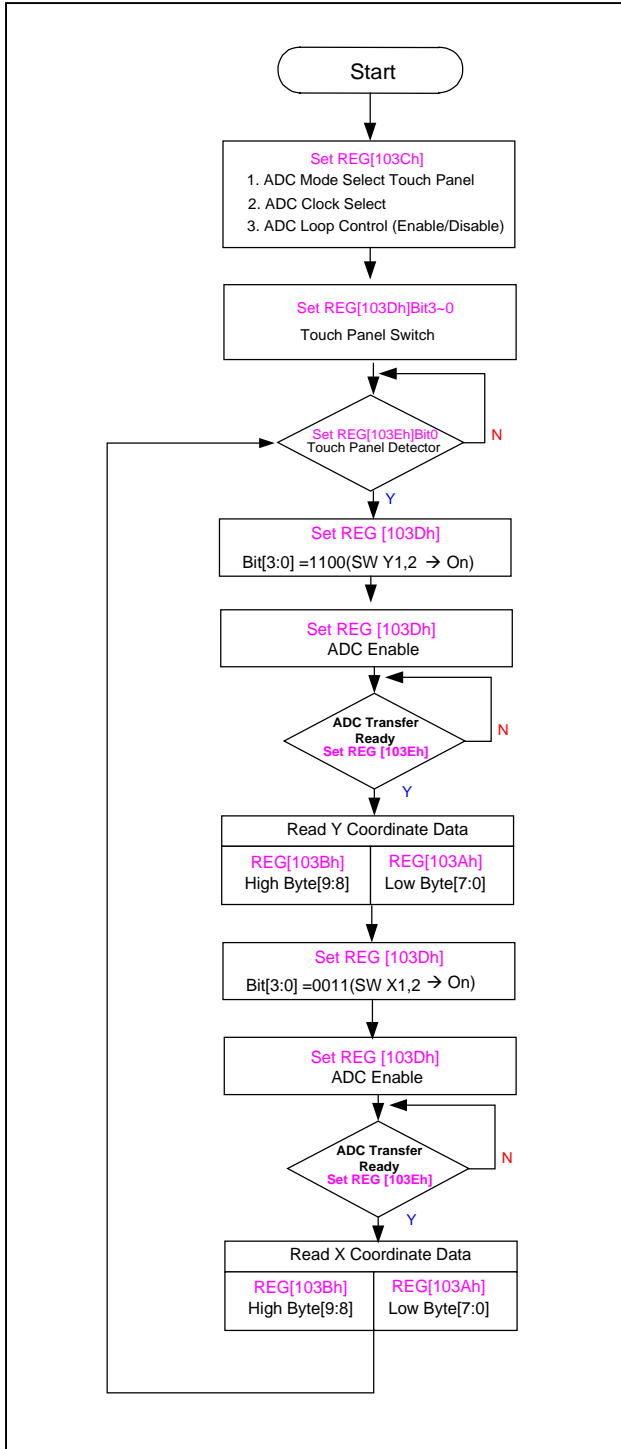 Start
Set REG[103Ch]
1. ADC Mode Select Touch Panel
2. ADC Clock Select
3. ADC Loop Control (Enable/Disable)
Set REG[103Dh]Bit3~0
Touch Panel Switch
Set REG[103Eh]Bit0
Touch Panel Detector
N
Y
Set REG [103Dh]
Bit[3:0] =1100(SW Y1,2 → On)
Set REG [103Dh]
ADC Enable
ADC Transfer
Ready
Set REG [103Eh]
N
Y
Read Y Coordinate Data
REG[103Bh]
High Byte[9:8]
REG[103Ah]
Low Byte[7:0]
Set REG [103Dh]
Bit[3:0] =0011(SW X1,2 → On)
Set REG [103Dh]
ADC Enable
ADC Transfer
Ready
Set REG [103Eh]
N
Y
Read X Coordinate Data
REG[103Bh]
High Byte[9:8]
REG[103Ah]
Low Byte[7:0]